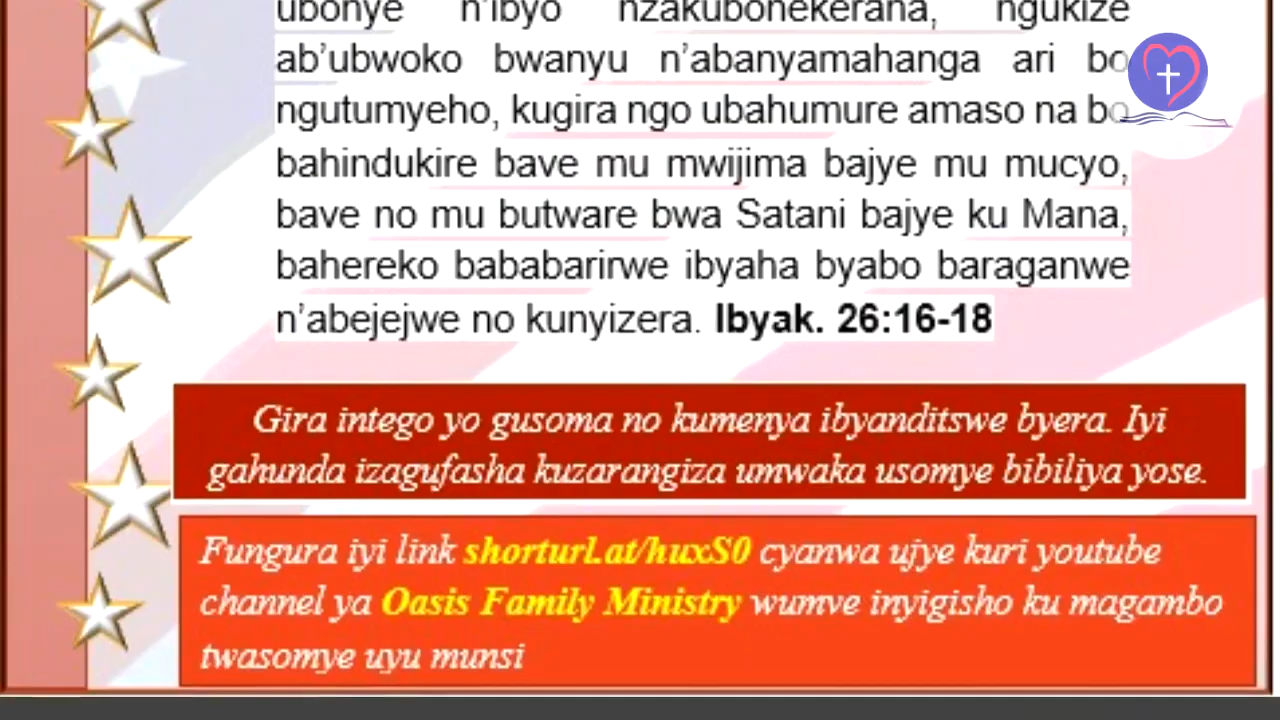 ubonye n'ibyo nzakubonekerana, ngukize
ab'ubwoko bwanyu n'abanyamahanga ari bo
ngutumyeho, kugira ngo ubahumure amaso na bo
bahindukire bave mu mwijima bajye mu mucyo,
bave no mu butware bwa Satani bajye ku Mana,
bahereko bababarirwe ibyaha byabo baraganwe
n'abejejwe no kunyizera. Ibyak. 26:16-18
Gira intego yo gusoma no kumenya ibyanditswe byera. Iyi
gahunda izagufasha kuzarangiza umwaka usomye bibiliya yose.
Fungura iyi link shorturl.at/huxS0 cyanwa ujye kuri youtube
channel ya Oasis Family Ministry wumve inyigisho ku magambo
twasomye uyu munsi